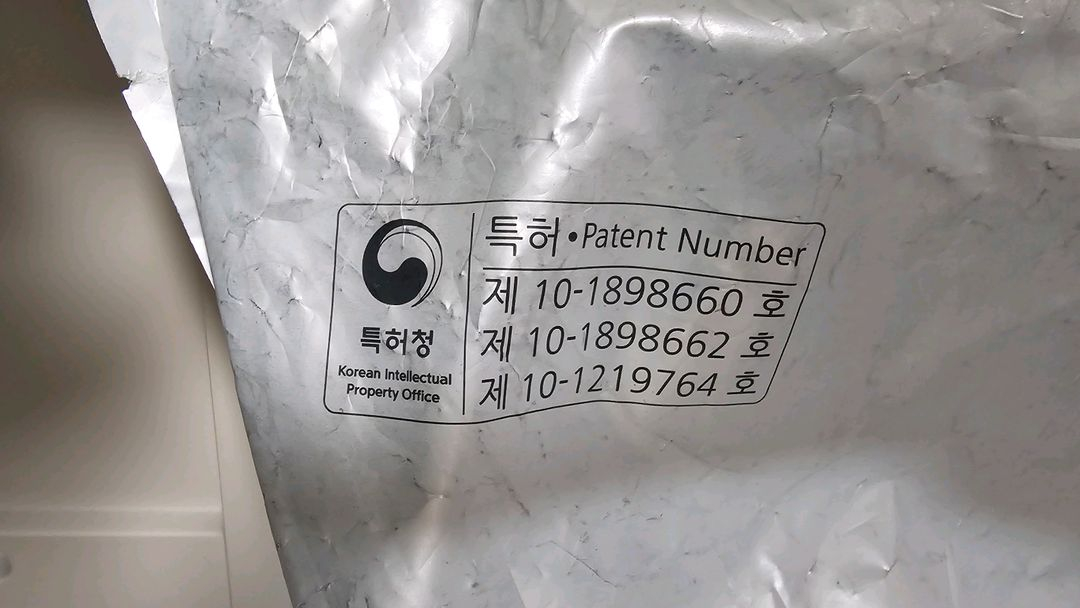 특허청
Korean Intellectual
Property Office
특허•Patent Number
제 10-1898660 호
제 10-1898662 호
제 10-1219764 호